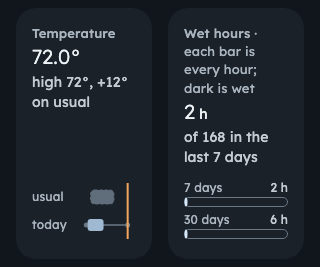 Temperature
72.0°
high 72°, +12°
on usual
usual
today
Wet hours ·
each bar is
every hour;
dark is wet
2 h
of 168 in the
last 7 days
7 days 2 h
30 days 6 h